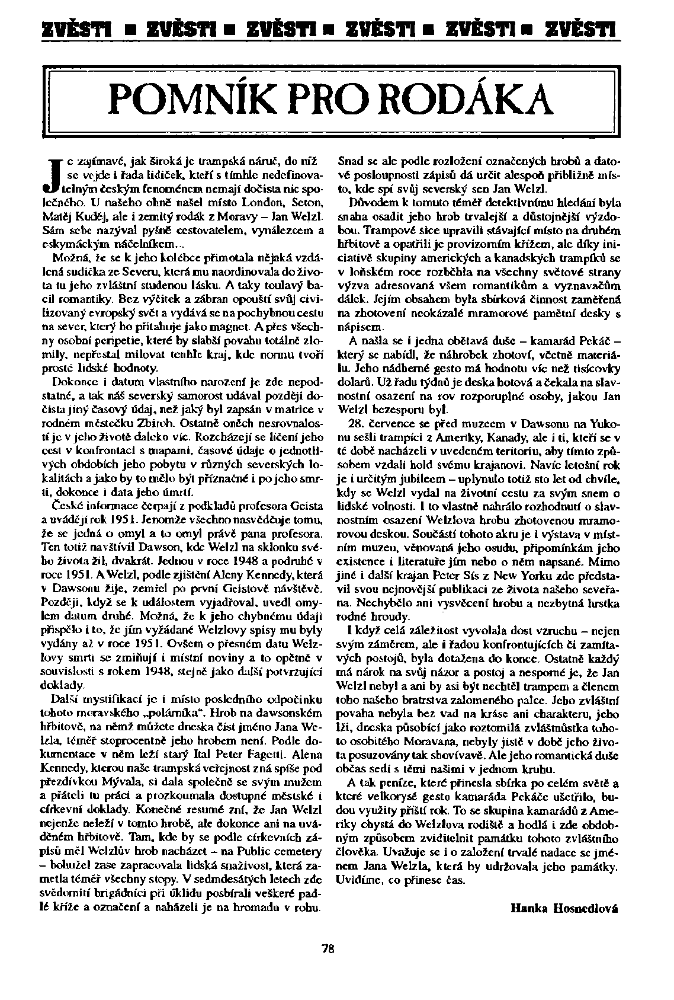 ZVĚSTI ■ ZVĚSTI ■ ZVĚSTI ■ ZVĚSTI ■ ZVĚSTI ■ ZVĚSTI
POMNÍK PRO RODÁKA
Je zajímavé, jak široká je trampská náruč, do níž
se vejde i řada lidiček, kteří s tímhle nedefinova-
telným českým fenoménem nemají dočista nic spo-
lečného. U našeho ohně našel místo London, Seton,
Matěj Kuděj, ale i zemitý rodák z Moravy – Jan Welzl.
Sám sebe nazýval pyšně cestovatelem, vynálezcem a
eskymáckým náčelníkem...
Možná, že se k jeho kolébce přimotala nějaká vzdá-
lená sudička ze Severu, která mu naordinovala do živo-
ta tu jeho zvláštní studenou lásku. A taky toulavý ba-
cil romantiky. Bez výčitek a zábran opouští svůj civi-
lizovaný evropský svět a vydává se na pochybnou cestu
na sever, který ho přitahuje jako magnet. A přes všech-
ny osobní peripetie, které by slabší povahu totálně zlo-
mily, nepřestal milovat tenhle kraj, kde normu tvoří
prosté lidské hodnoty.
Dokonce i datum vlastního narození je zde nepod-
statné, a tak náš severský samorost udával později do-
čista jiný časový údaj, než jaký byl zapsán v matrice v
rodném městečku Zbiroh. Ostatně oněch nesrovnalos-
tí je v jeho životě daleko víc. Rozcházejí se líčení jeho
cest v konfrontaci s mapami, časové údaje o jednotli-
vých obdobích jeho pobytu v různých severských lo-
kalitách a jako by to mělo být příznačné i po jeho smr-
ti, dokonce i data jeho úmrtí.
České informace čerpají z podkladů profesora Geista
a uvádějí rok 1951. Jenomže všechno nasvědčuje tomu,
že se jedná o omyl a to omyl právě pana profesora.
Ten totiž navštívil Dawson, kde Welzl na sklonku své-
ho života žil, dvakrát. Jednou v roce 1948 a podruhé v
roce 1951. A Welzl, podle zjištění Aleny Kennedy, která
v Dawsonu žije, zemřel po první Geistově návštěvě.
Později, když se k událostem vyjadřoval, uvedl omy-
lem datum druhé. Možná, že k jeho chybnému údaji
přispělo i to, že jím vyžádané Welzlovy spisy mu byly
vydány až v roce 1951. Ovšem o přesném datu Welz-
lovy smrti se zmiňují i místní noviny a to opětně v
souvislosti s rokem 1948, stejně jako další potvrzující
doklady.
Další mystifikací je i místo posledního odpočinku
tohoto moravského „polárníka“. Hrob na dawsonském
hřbitově, na němž můžete dneska číst jméno Jana We-
lzla, téměř stoprocentně jeho hrobem není. Podle do-
kumentace v něm leží starý Ital Peter Fagetti. Alena
Kennedy, kterou naše trampská veřejnost zná spíše pod
přezdívkou Mývala, si dala společně se svým mužem
a přáteli tu práci a prozkoumala dostupné městské i
církevní doklady. Konečné resumé zní, že Jan Welzl
nejenže neleží v tomto hrobě, ale dokonce ani na uvá-
děném hřbitově. Tam, kde by se podle církevních zá-
pisů měl Welzlův hrob nacházet – na Public cemetery
– bohužel zase zapracovala lidská snaživost, která za-
metla téměř všechny stopy. V sedmdesátých letech zde
svědomití brigádníci při úklidu posbírali veškeré pad-
lé kříže a označení a naházeli je na hromadu v rohu.
Snad se ale podle rozložení označených hrobů a dato-
vé posloupnosti zápisů dá určit alespoň přibližně mís-
to, kde spí svůj severský sen Jan Welzl.
Důvodem k tomuto téměř detektivnímu hledání byla
snaha osadit jeho hrob trvalejší a důstojnější výzdo-
bou. Trampové sice upravili stávající místo na druhém
hřbitově a opatřili je provizorním křížem, ale díky ini-
ciativě skupiny amerických a kanadských trampíků se
v loňském roce rozběhla na všechny světové strany
výzva adresovaná všem romantikům a vyznavačům
dálek. Jejím obsahem byla sbírková činnost zaměřená
na zhotovení neokázalé mramorové pamětní desky s
nápisem.
A našla se i jedna obětavá duše – kamarád Pekáč –
který se nabídl, že náhrobek zhotoví, včetně materiá-
lu. Jeho nádherné gesto má hodnotu víc než tisícovky
dolarů. Už řadu týdnů je deska hotová a čekala na slav-
nostní osazení na rov rozporuplné osoby, jakou Jan
Welzl bezesporu byl.
28. července se před muzeem v Dawsonu na Yuko-
nu sešli trampíci z Ameriky, Kanady, ale i ti, kteří se v
té době nacházeli v uvedeném teritoriu, aby tímto způ-
sobem vzdali hold svému krajanovi. Navíc letošní rok
je i určitým jubileem – uplynulo totiž sto let od chvíle,
kdy se Welzl vydal na životní cestu za svým snem o
lidské volnosti. I to vlastně nahrálo rozhodnutí o slav-
nostním osazení Welzlova hrobu zhotovenou mramo-
rovou deskou. Součástí tohoto aktu je i výstava v míst-
ním muzeu, věnovaná jeho osudu, připomínkám jeho
existence i literatuře jím nebo o něm napsané. Mimo
jiné i další krajan Peter Sís z New Yorku zde předsta-
vil svou nejnovější publikaci ze života našeho seveřa-
na. Nechybělo ani vysvěcení hrobu a nezbytná hrstka
rodné hroudy.
I když celá záležitost vyvolala dost vzruchu – nejen
svým záměrem, ale i řadou konfrontujících či zamíta-
vých postojů, byla dotažena do konce. Ostatně každý
má nárok na svůj názor a postoj a nesporné je, že Jan
Welzl nebyl a ani by asi být nechtěl trampem a členem
toho našeho bratrstva zalomeného palce. Jeho zvláštní
povaha nebyla bez vad na kráse ani charakteru, jeho
lži, dneska působící jako roztomilá zvláštnůstka toho-
to osobitého Moravana, nebyly jistě v době jeho živo-
ta posuzovány tak shovívavě. Ale jeho romantická duše
občas sedí s těmi našimi v jednom kruhu.
A tak peníze, které přinesla sbírka po celém světě a
které velkorysé gesto kamaráda Pekáče ušetřilo, bu-
dou využity příští rok. To se skupina kamarádů z Ame-
riky chystá do Welzlova rodiště a hodlá i zde obdob-
ným způsobem zviditelnit památku tohoto zvláštního
člověka. Uvažuje se i o založení trvalé nadace se jmé-
nem Jana Welzla, která by udržovala jeho památky.
Uvidíme, co přinese čas.
Hanka Hosnedlová
78